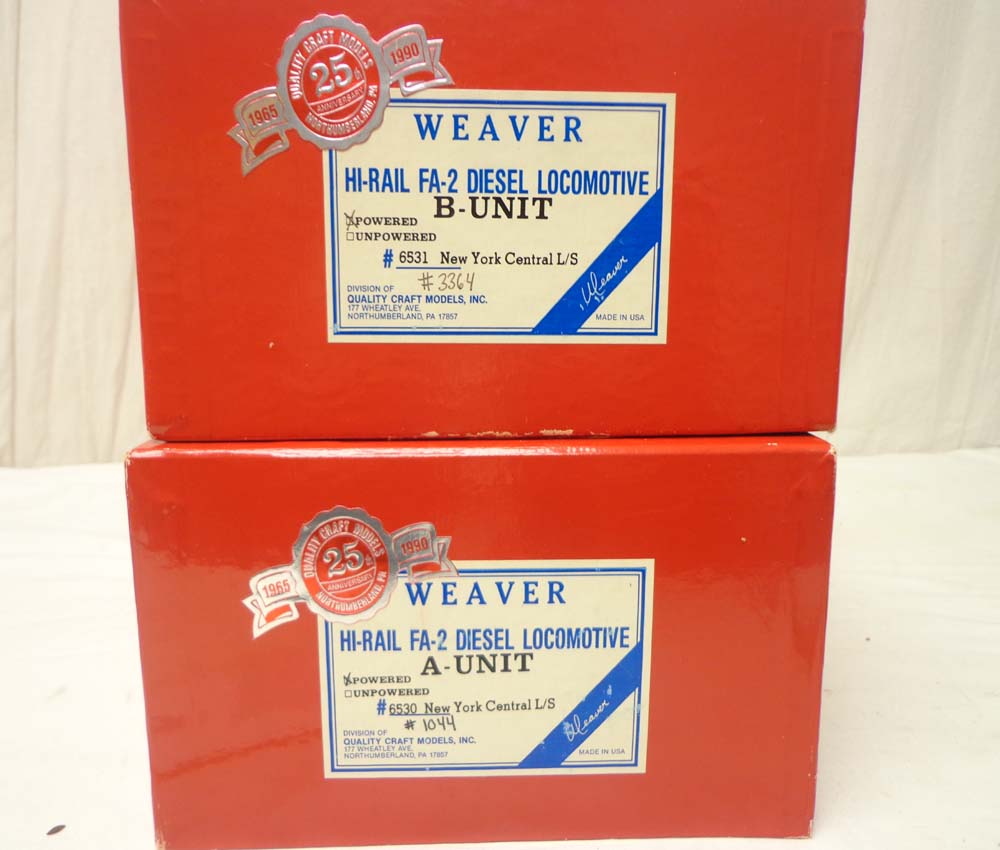 QUALITY CRAFT MODELS
25th
ANNIVERSARY
NORTHUMBERLAND, PA
1965
1990
WEAVER
HI-RAIL FA-2 DIESEL LOCOMOTIVE
B-UNIT
POWERED
UNPOWERED
# 6531 New York Central L/S
#3364
DIVISION OF
QUALITY CRAFT MODELS, INC.
177 WHEATLEY AVE.
NORTHUMBERLAND, PA 17857
Weaver
MADE IN USA
QUALITY CRAFT MODELS
25th
ANNIVERSARY
NORTHUMBERLAND, PA
1965
1990
WEAVER
HI-RAIL FA-2 DIESEL LOCOMOTIVE
A-UNIT
POWERED
UNPOWERED
# 6530 New York Central L/S
#1044
DIVISION OF
QUALITY CRAFT MODELS, INC.
177 WHEATLEY AVE.
NORTHUMBERLAND, PA 17857
Weaver
MADE IN USA